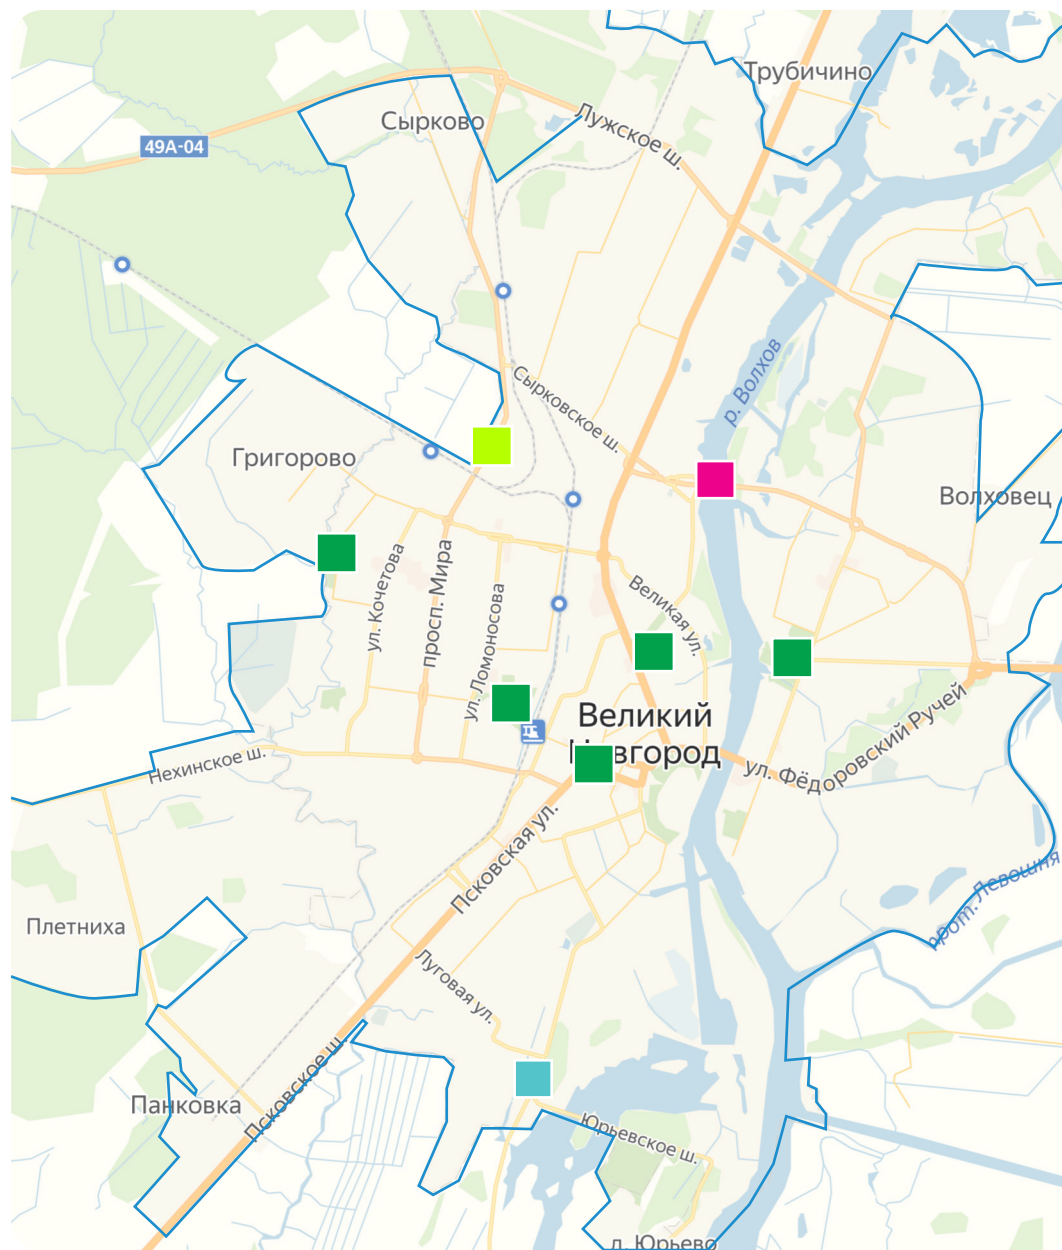 Трубичино
Сырково
Лужское ш.
49А-04
р. Волхов
Сырковское ш.
Григорово
Волховец
ул. Кочетова
просп. Мира
ул. Ломоносова
Великая ул.
Великий
Новгород
ул. Фёдоровский Ручей
Нехинское ш.
Псковская ул.
прот. Левошня
Плетниха
Луговая ул.
Псковское ш.
Панковка
Юрьевское ш.
д. Юрьево